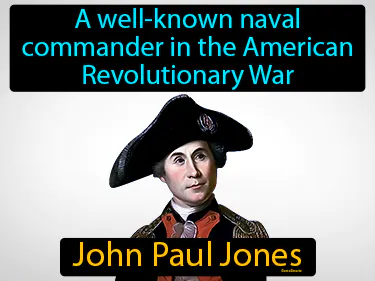 A well-known naval
commander in the American
Revolutionary War
John Paul Jones